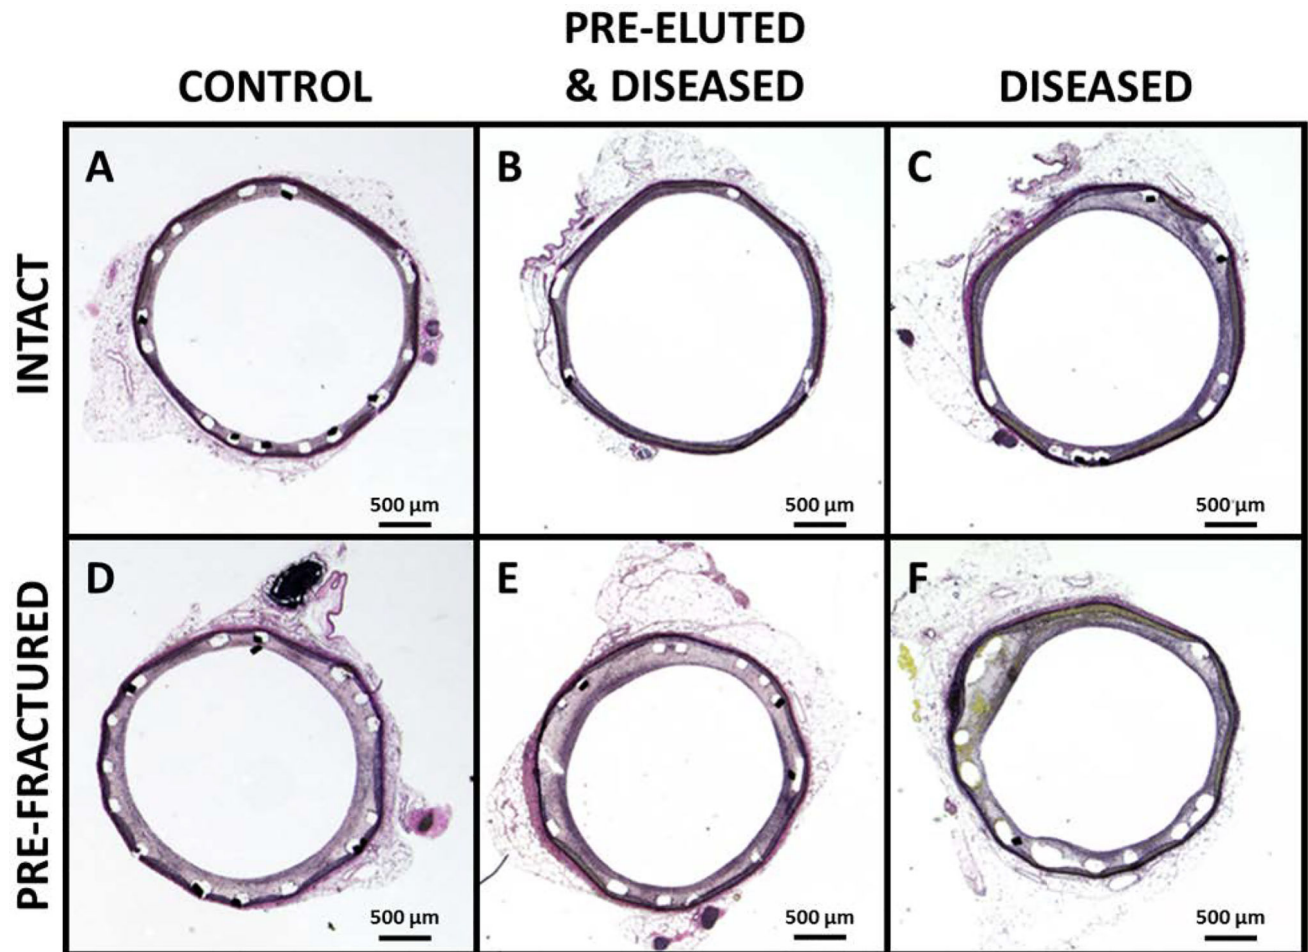 PRE-ELUTED
CONTROL & DISEASED DISEASED
INTACT
A
B
C
500 µm
500 µm
500 µm
PRE-FRACTURED
D
E
F
500 µm
500 µm
500 µm